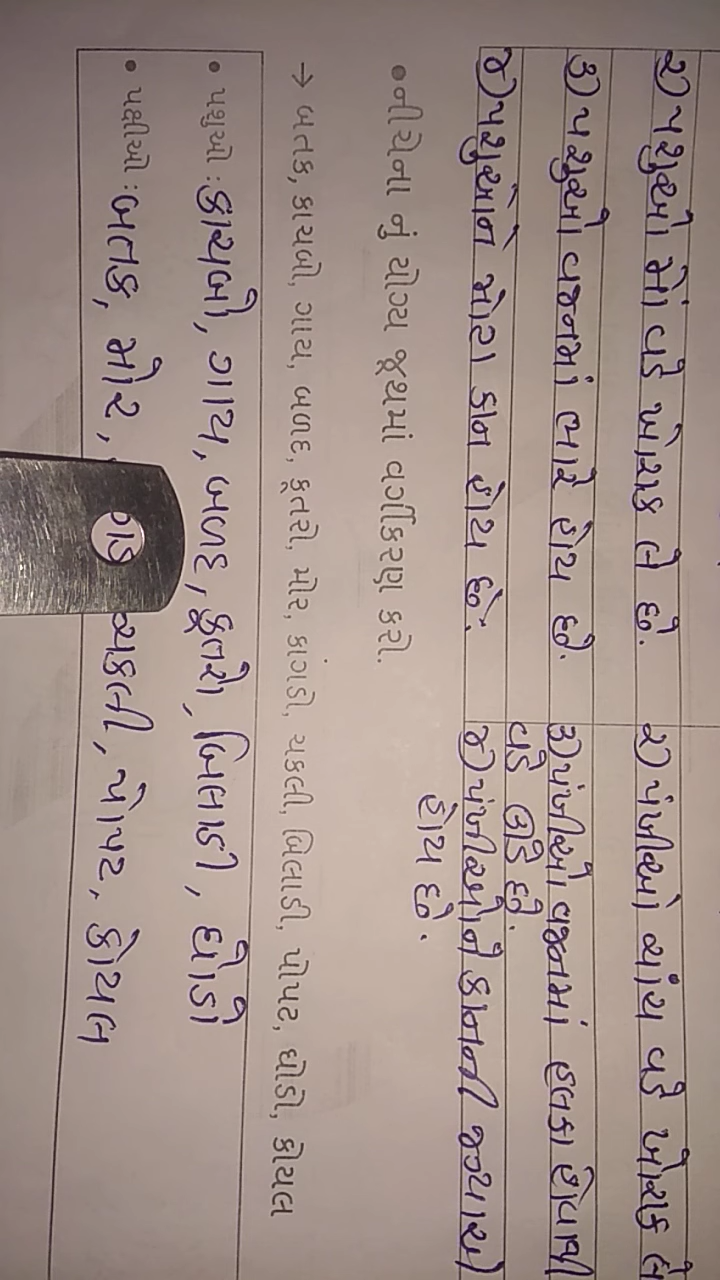 ૨) પશુઓ મોં વડે ખોરાક લે છે.
૨) પંખીઓ ચાંચ વડે ખોરાક લે
૩) પશુઓ વજનમાં ભારે હોય છે.
૩) પંખીઓ વજનમાં હલકા હોવાથી
વડે ઉડે છે.
૪) પશુઓને મોટા કાન હોય છે.
૪) પંખીઓને કાનની જગ્યાએ
હોય છે.
• નીચેના નું યોગ્ય જૂથમાં વર્ગીકરણ કરો.
→ બતક, કાચબો, ગાય, બળદ, કૂતરો, મોર, કાગડો, ચકલી, બિલાડી, પોપટ, ઘોડો, કોયલ
• પશુઓ: કાચબો, ગાય, બળદ, કૂતરો, બિલાડી, ઘોડો
• પક્ષીઓ: બતક, મોર, ચકલી, પોપટ, કોયલ